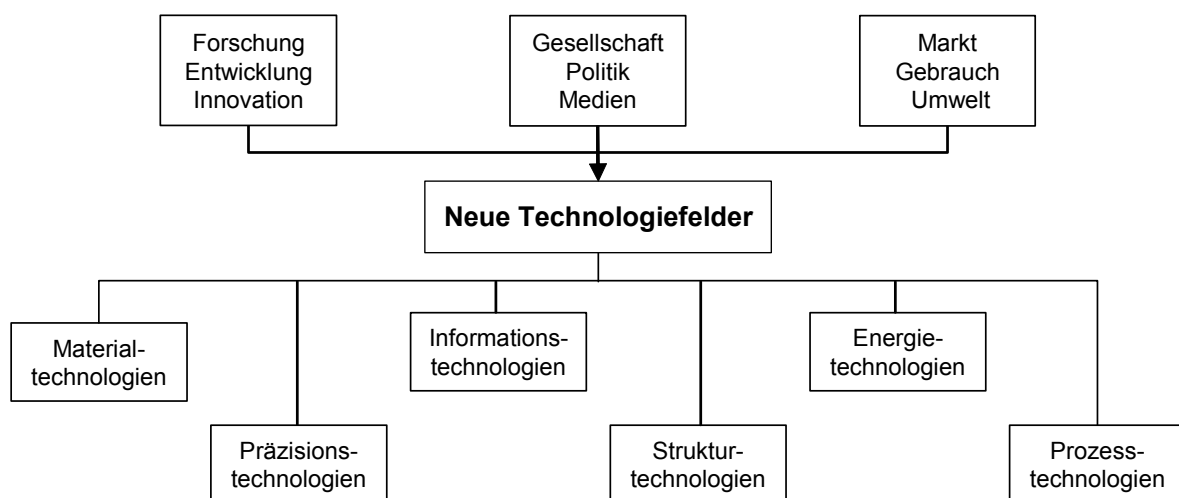 Forschung
Entwicklung
Innovation
Gesellschaft
Politik
Medien
Markt
Gebrauch
Umwelt
Neue Technologiefelder
Material-
technologien
Informations-
technologien
Energie-
technologien
Präzisions-
technologien
Struktur-
technologien
Prozess-
technologien